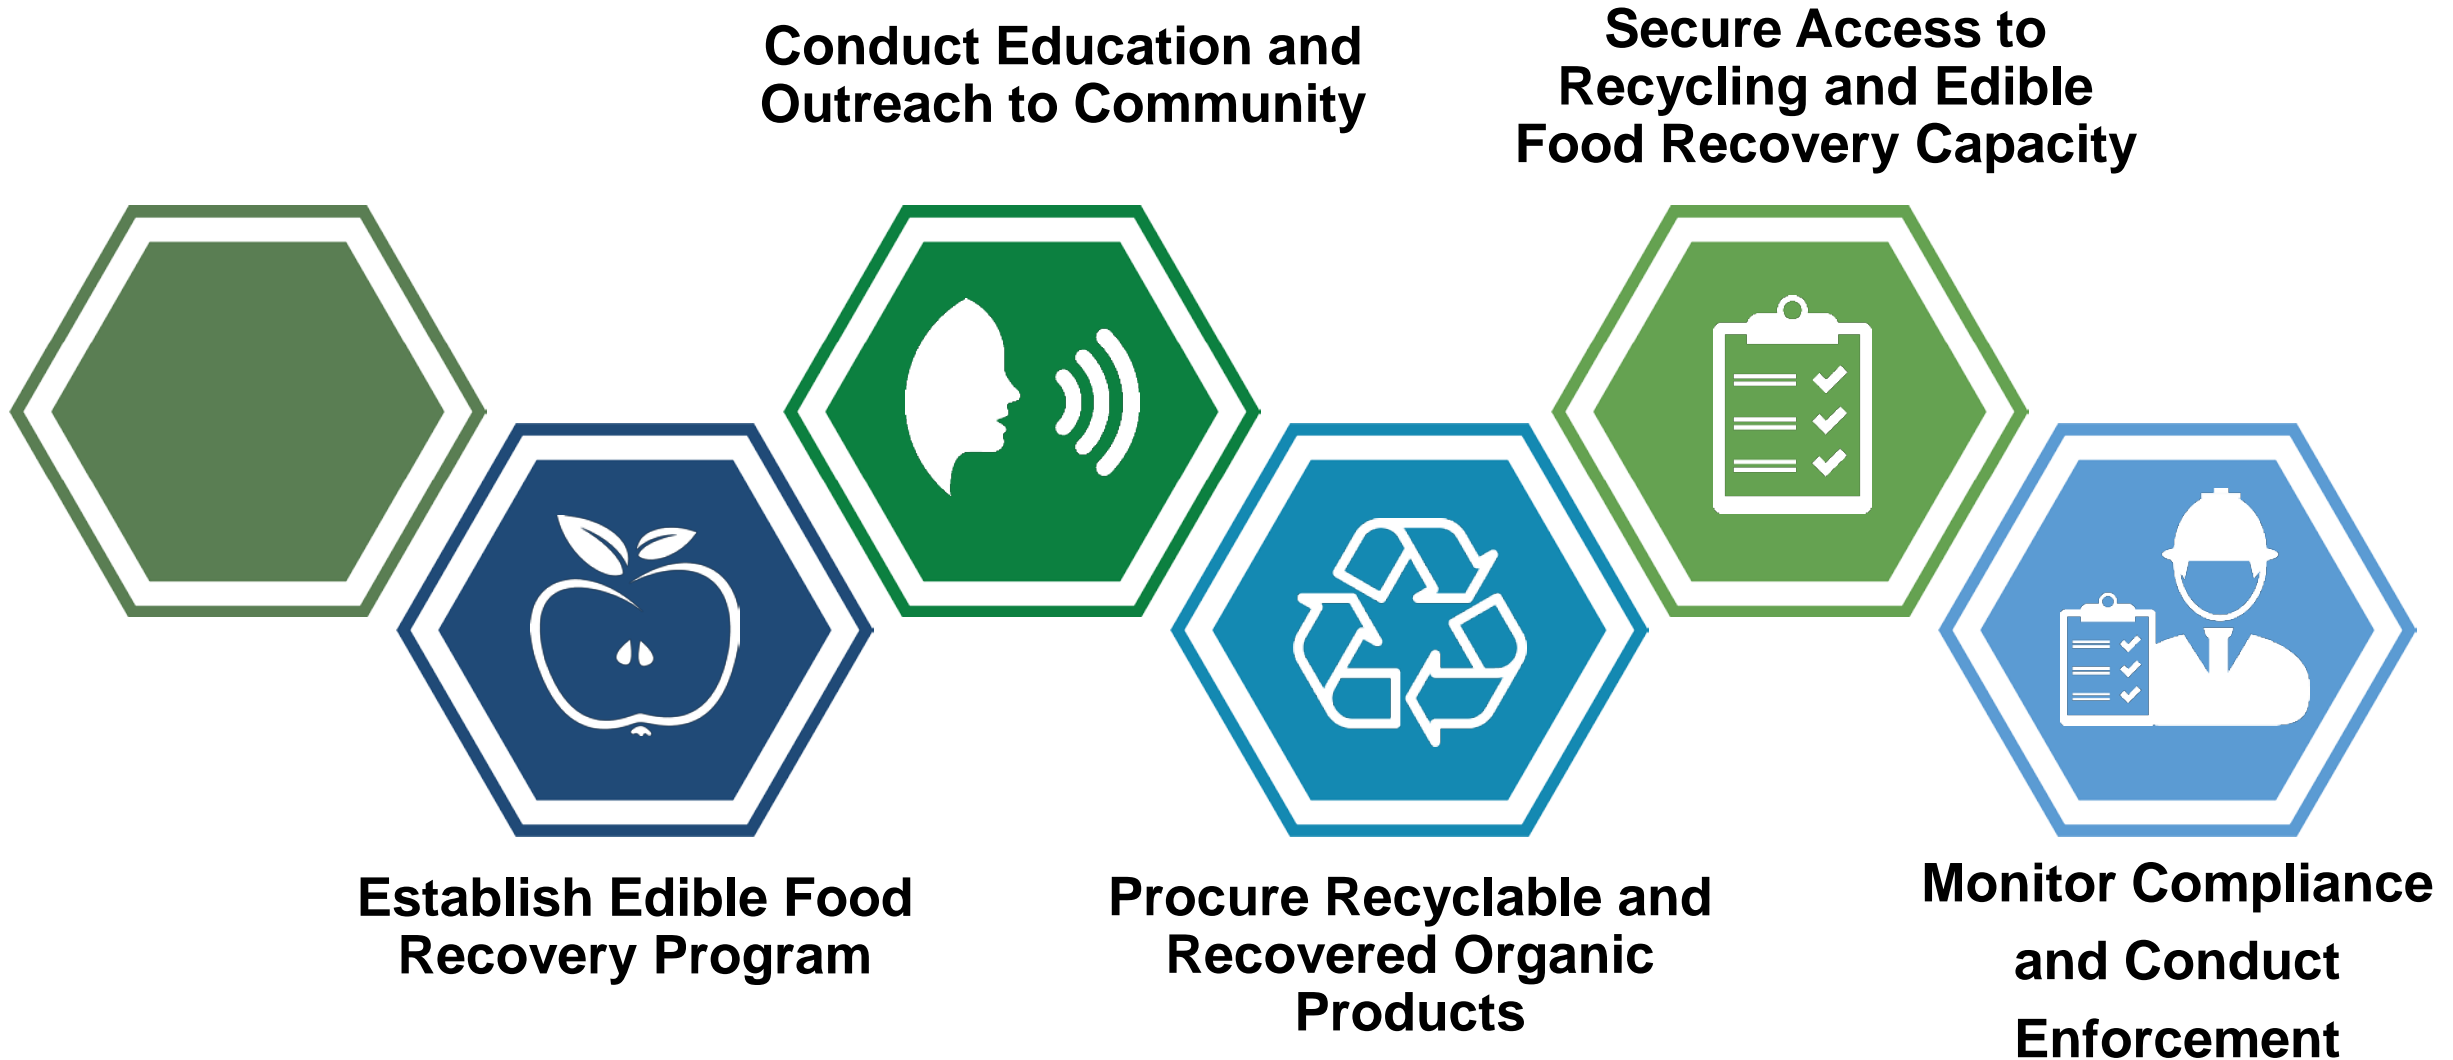 Conduct Education and
Outreach to Community
Secure Access to
Recycling and Edible
Food Recovery Capacity
Establish Edible Food
Recovery Program
Procure Recyclable and
Recovered Organic
Products
Monitor Compliance
and Conduct
Enforcement